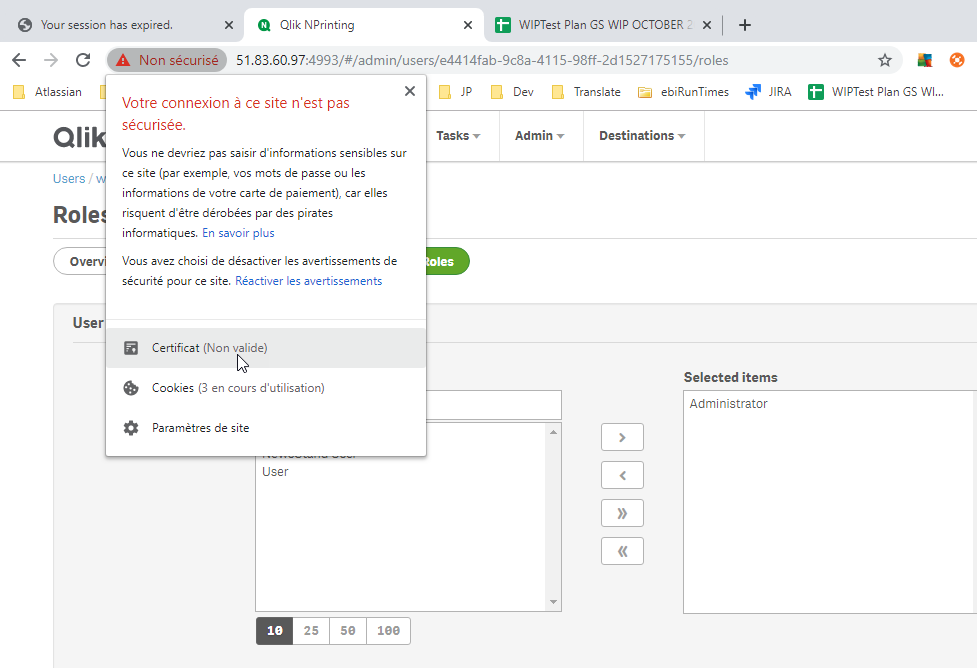 Your session has expired.
Qlik NPrinting
WIPTest Plan GS WIP OCTOBER 2
Non sécurisé
51.83.60.97:4993/#/admin/users/e4414fab-9c8a-4115-98ff-2d1527175155/roles
Atlassian
JP
Dev
Translate
ebiRunTimes
JIRA
WIPTest Plan GS WI...
Qlik
Tasks
Admin
Destinations
Users / w
Roles
Overvi
Roles
User
Votre connexion à ce site n'est pas
sécurisée.
Vous ne devriez pas saisir d'informations sensibles sur
ce site (par exemple, vos mots de passe ou les
informations de votre carte de paiement), car elles
risquent d'être dérobées par des pirates
informatiques. En savoir plus
Vous avez choisi de désactiver les avertissements de
sécurité pour ce site. Réactiver les avertissements
Certificat (Non valide)
Cookies (3 en cours d'utilisation)
Paramètres de site
User
Selected items
Administrator
10 25 50 100